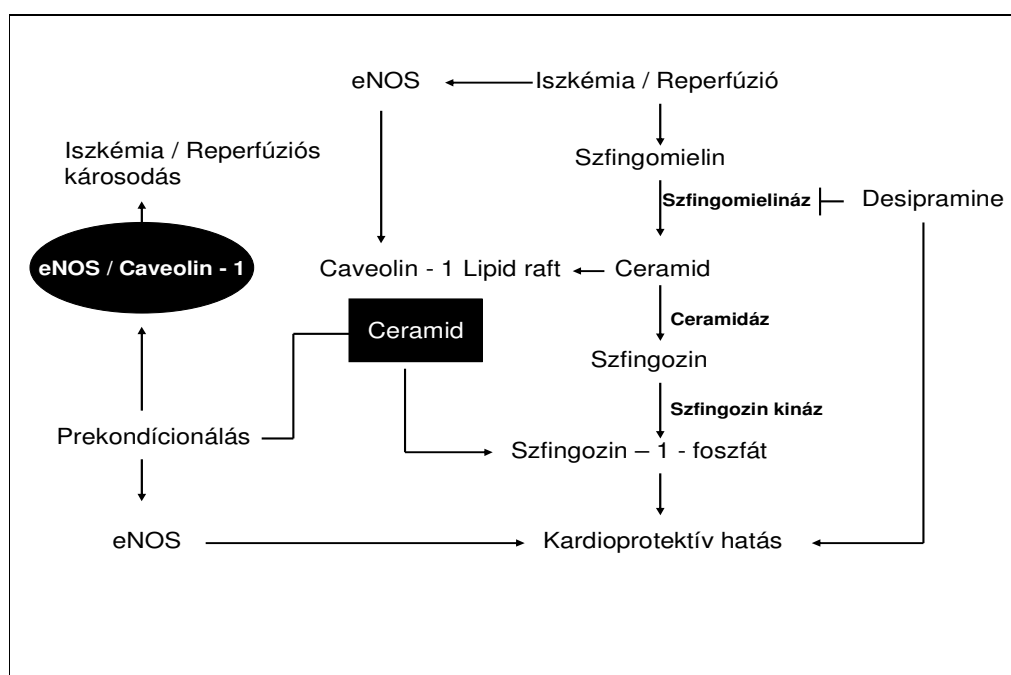 eNOS
Iszkémia / Reperfúzió
Iszkémia / Reperfúziós
károsodás
Szfingomielin
Szfingomielináz
Desipramine
eNOS / Caveolin - 1
Caveolin - 1 Lipid raft
Ceramid
Ceramid
Ceramidáz
Szfingozin
Szfingozin kináz
Prekondícionálás
Szfingozin – 1 - foszfát
eNOS
Kardioprotektív hatás